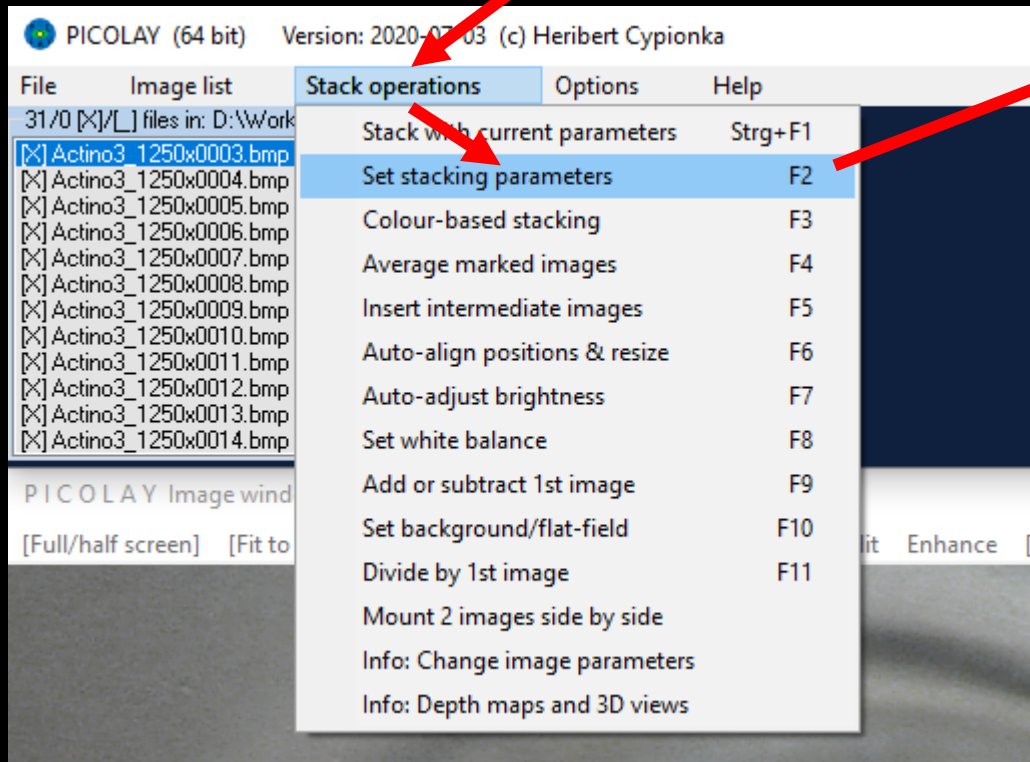 PICOLAY (64 bit) Version: 2020-07-03 (c) Heribert Cypionka
File Image list Stack operations Options Help
31/0 [X]/[_] files in: D:\Work
[X] Actino3_1250x0003.bmp
[X] Actino3_1250x0004.bmp
[X] Actino3_1250x0005.bmp
[X] Actino3_1250x0006.bmp
[X] Actino3_1250x0007.bmp
[X] Actino3_1250x0008.bmp
[X] Actino3_1250x0009.bmp
[X] Actino3_1250x0010.bmp
[X] Actino3_1250x0011.bmp
[X] Actino3_1250x0012.bmp
[X] Actino3_1250x0013.bmp
[X] Actino3_1250x0014.bmp
Stack with current parameters Strg+F1
Set stacking parameters F2
Colour-based stacking F3
Average marked images F4
Insert intermediate images F5
Auto-align positions & resize F6
Auto-adjust brightness F7
Set white balance F8
Add or subtract 1st image F9
Set background/flat-field F10
Divide by 1st image F11
Mount 2 images side by side
Info: Change image parameters
Info: Depth maps and 3D views
P I C O L A Y Image wind
[Full/half screen] [Fit to lit Enhance [